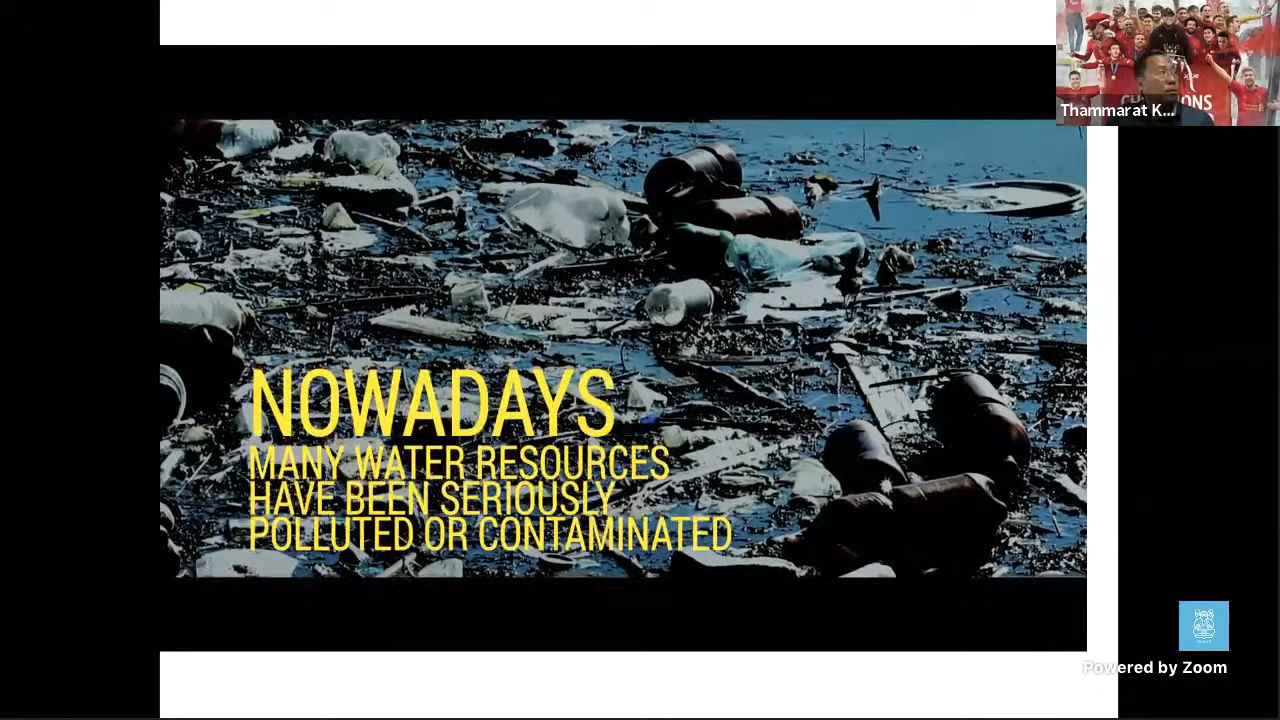 Thammarat K...
NOWADAYS
MANY WATER RESOURCES
HAVE BEEN SERIOUSLY
POLLUTED OR CONTAMINATED
Powered by Zoom